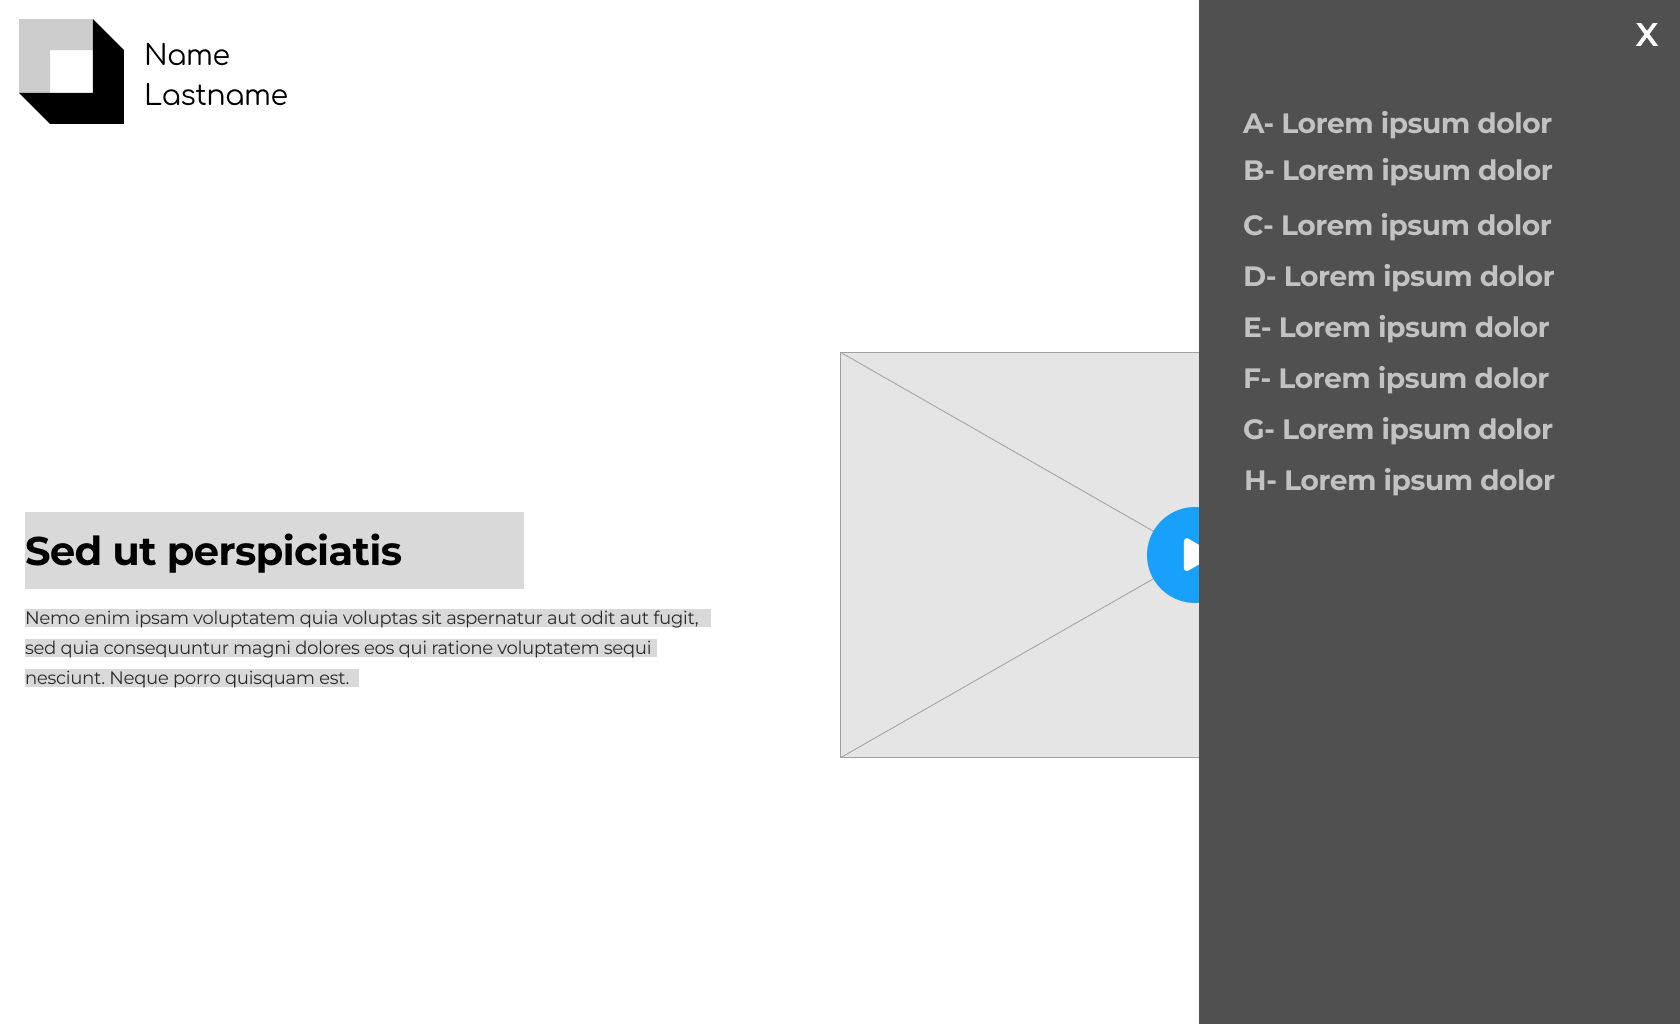 Name
Lastname
X
A- Lorem ipsum dolor
B- Lorem ipsum dolor
C- Lorem ipsum dolor
D- Lorem ipsum dolor
E- Lorem ipsum dolor
F- Lorem ipsum dolor
G- Lorem ipsum dolor
H- Lorem ipsum dolor
Sed ut perspiciatis
Nemo enim ipsam voluptatem quia voluptas sit aspernatur aut odit aut fugit,
sed quia consequuntur magni dolores eos qui ratione voluptatem sequi
nesciunt. Neque porro quisquam est.